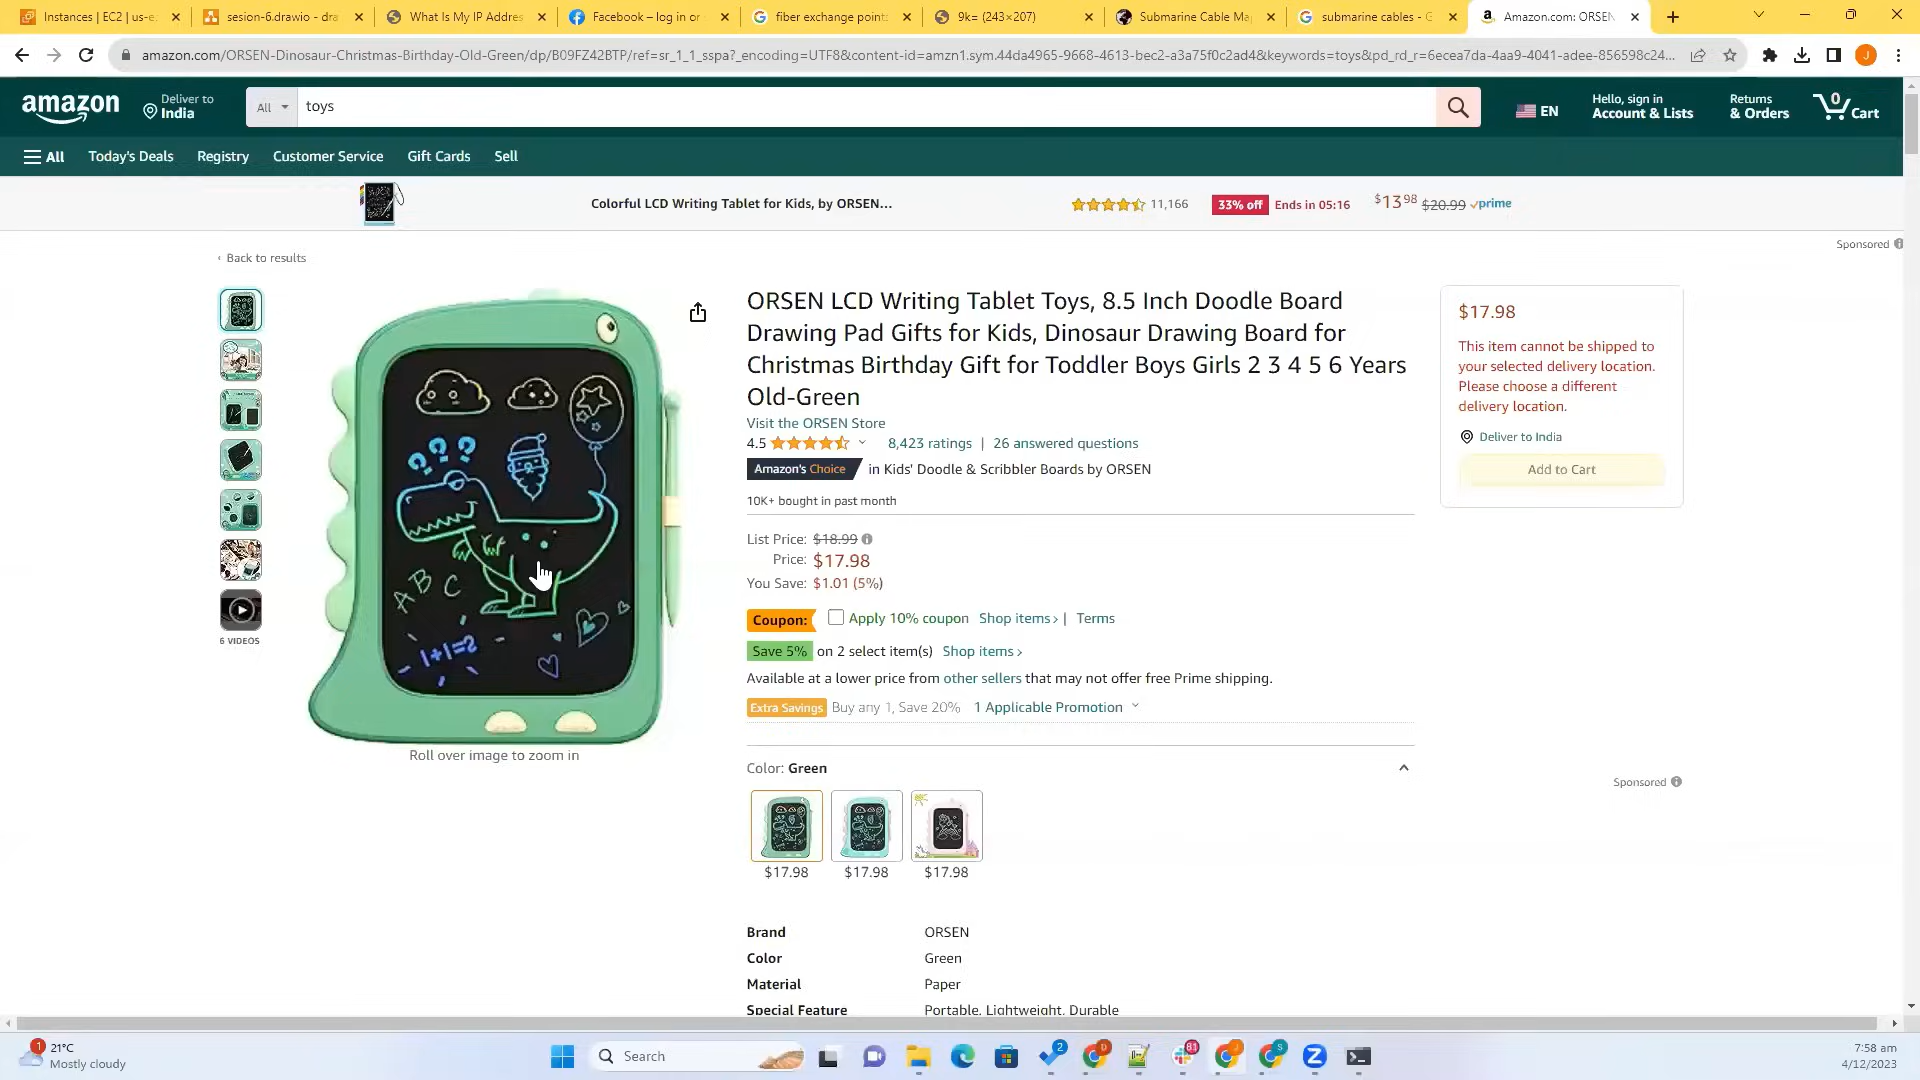 Instances | EC2 | us-e
sesion-6.drawio - dra
What Is My IP Addres
Facebook – log in or
fiber exchange point
9k= (243×207)
Submarine Cable Ma
submarine cables - G
Amazon.com: ORSEN
amazon.com/ORSEN-Dinosaur-Christmas-Birthday-Old-Green/dp/B09FZ42BTP/ref=sr_1_1_sspa?_encoding=UTF8&content-id=amzn1.sym.44da4965-9668-4613-bec2-a3a75f0c2ad4&keywords=toys&pd_rd_r=6ecea7da-4aa9-4041-adee-856598c24...
J
amazon
Deliver to
India
All
toys
EN
Hello, sign in
Account & Lists
Returns
& Orders
0
Cart
All
Today's Deals
Registry
Customer Service
Gift Cards
Sell
Colorful LCD Writing Tablet for Kids, by ORSEN...
11,166
33% off
Ends in 05:16
$13 98
$20.99
prime
Sponsored
‹ Back to results
ORSEN LCD Writing Tablet Toys, 8.5 Inch Doodle Board
Drawing Pad Gifts for Kids, Dinosaur Drawing Board for
Christmas Birthday Gift for Toddler Boys Girls 2 3 4 5 6 Years
Old-Green
Visit the ORSEN Store
4.5
8,423 ratings | 26 answered questions
Amazon's Choice in Kids' Doodle & Scribbler Boards by ORSEN
10K+ bought in past month
List Price: $18.99
Price: $17.98
You Save: $1.01 (5%)
Coupon: Apply 10% coupon Shop items › | Terms
Save 5% on 2 select item(s) Shop items ›
Available at a lower price from other sellers that may not offer free Prime shipping.
Extra Savings Buy any 1, Save 20% 1 Applicable Promotion
$17.98
This item cannot be shipped to
your selected delivery location.
Please choose a different
delivery location.
Deliver to India
Add to Cart
???
A B C
1+1=2
6 VIDEOS
Roll over image to zoom in
Color: Green
Sponsored
$17.98
$17.98
$17.98
Brand ORSEN
Color Green
Material Paper
Special Feature Portable, Lightweight, Durable
1
21°C
Mostly cloudy
Search
2
D
81
J
S
7:58 am
4/12/2023